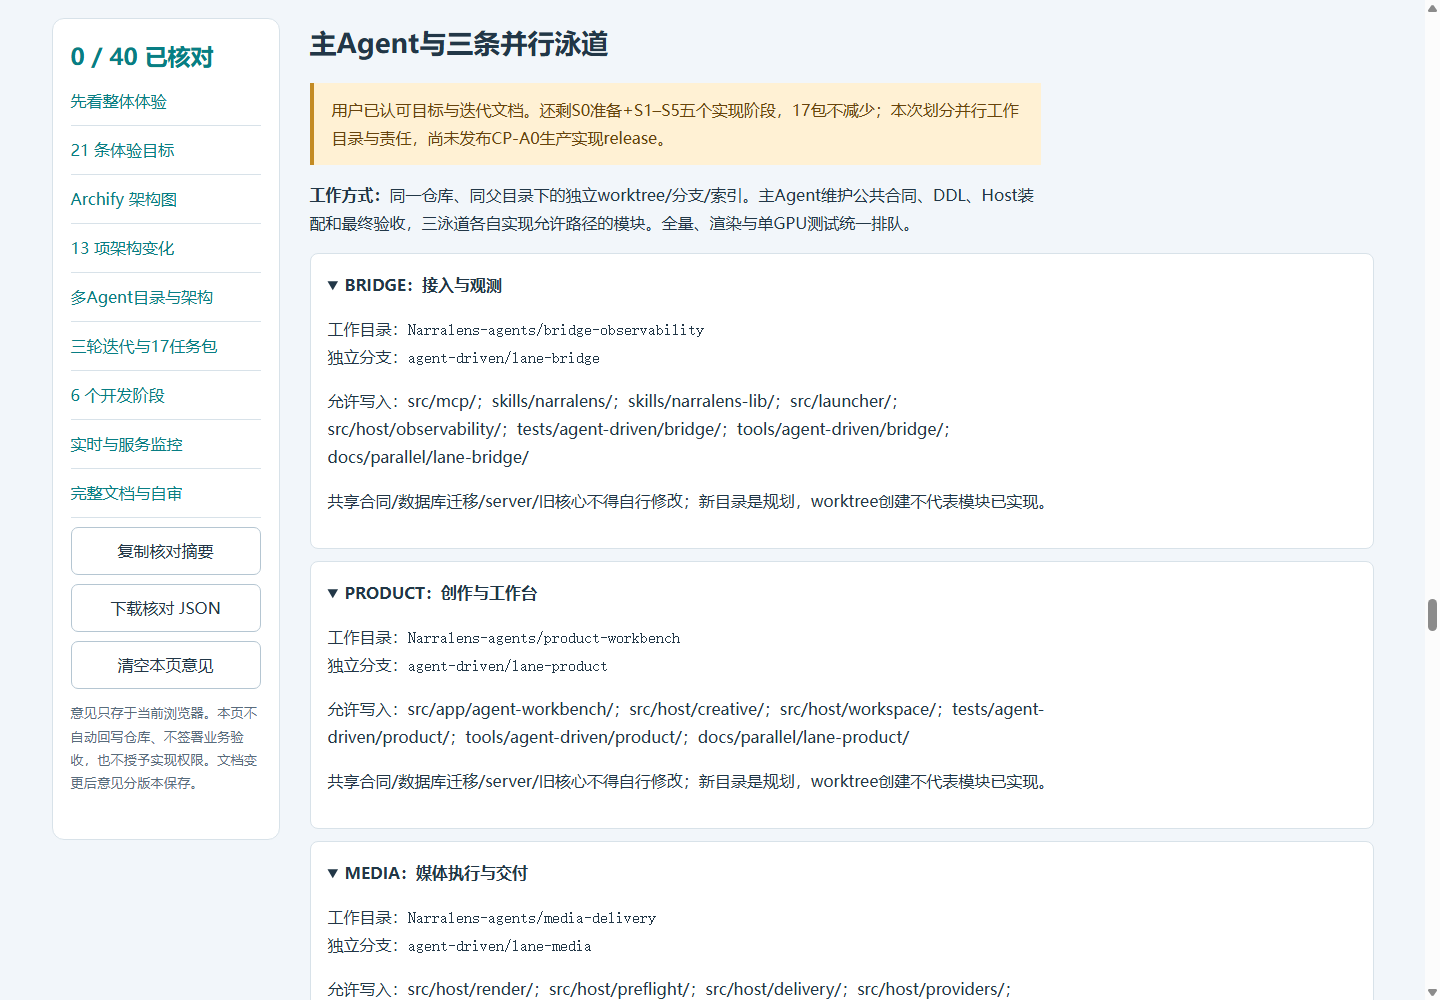 0 / 40 已核对
先看整体体验
21 条体验目标
Archify 架构图
13 项架构变化
多Agent目录与架构
三轮迭代与17任务包
6 个开发阶段
实时与服务监控
完整文档与自审
复制核对摘要
下载核对 JSON
清空本页意见
意见只存于当前浏览器。本页不
自动回写仓库、不签署业务验
收，也不授予实现权限。文档变
更后意见分版本保存。
主Agent与三条并行泳道
用户已认可目标与迭代文档。还剩S0准备+S1–S5五个实现阶段，17包不减少；本次划分并行工作
目录与责任，尚未发布CP-A0生产实现release。
工作方式：同一仓库、同父目录下的独立worktree/分支/索引。主Agent维护公共合同、DDL、Host装
配和最终验收，三泳道各自实现允许路径的模块。全量、渲染与单GPU测试统一排队。
▼ BRIDGE：接入与观测
工作目录：Narralens-agents/bridge-observability
独立分支：agent-driven/lane-bridge
允许写入：src/mcp/；skills/narralens/；skills/narralens-lib/；src/launcher/；
src/host/observability/；tests/agent-driven/bridge/；tools/agent-driven/bridge/；
docs/parallel/lane-bridge/
共享合同/数据库迁移/server/旧核心不得自行修改；新目录是规划，worktree创建不代表模块已实现。
▼ PRODUCT：创作与工作台
工作目录：Narralens-agents/product-workbench
独立分支：agent-driven/lane-product
允许写入：src/app/agent-workbench/；src/host/creative/；src/host/workspace/；tests/agent-
driven/product/；tools/agent-driven/product/；docs/parallel/lane-product/
共享合同/数据库迁移/server/旧核心不得自行修改；新目录是规划，worktree创建不代表模块已实现。
▼ MEDIA：媒体执行与交付
工作目录：Narralens-agents/media-delivery
独立分支：agent-driven/lane-media
允许写入：src/host/render/；src/host/preflight/；src/host/delivery/；src/host/providers/；